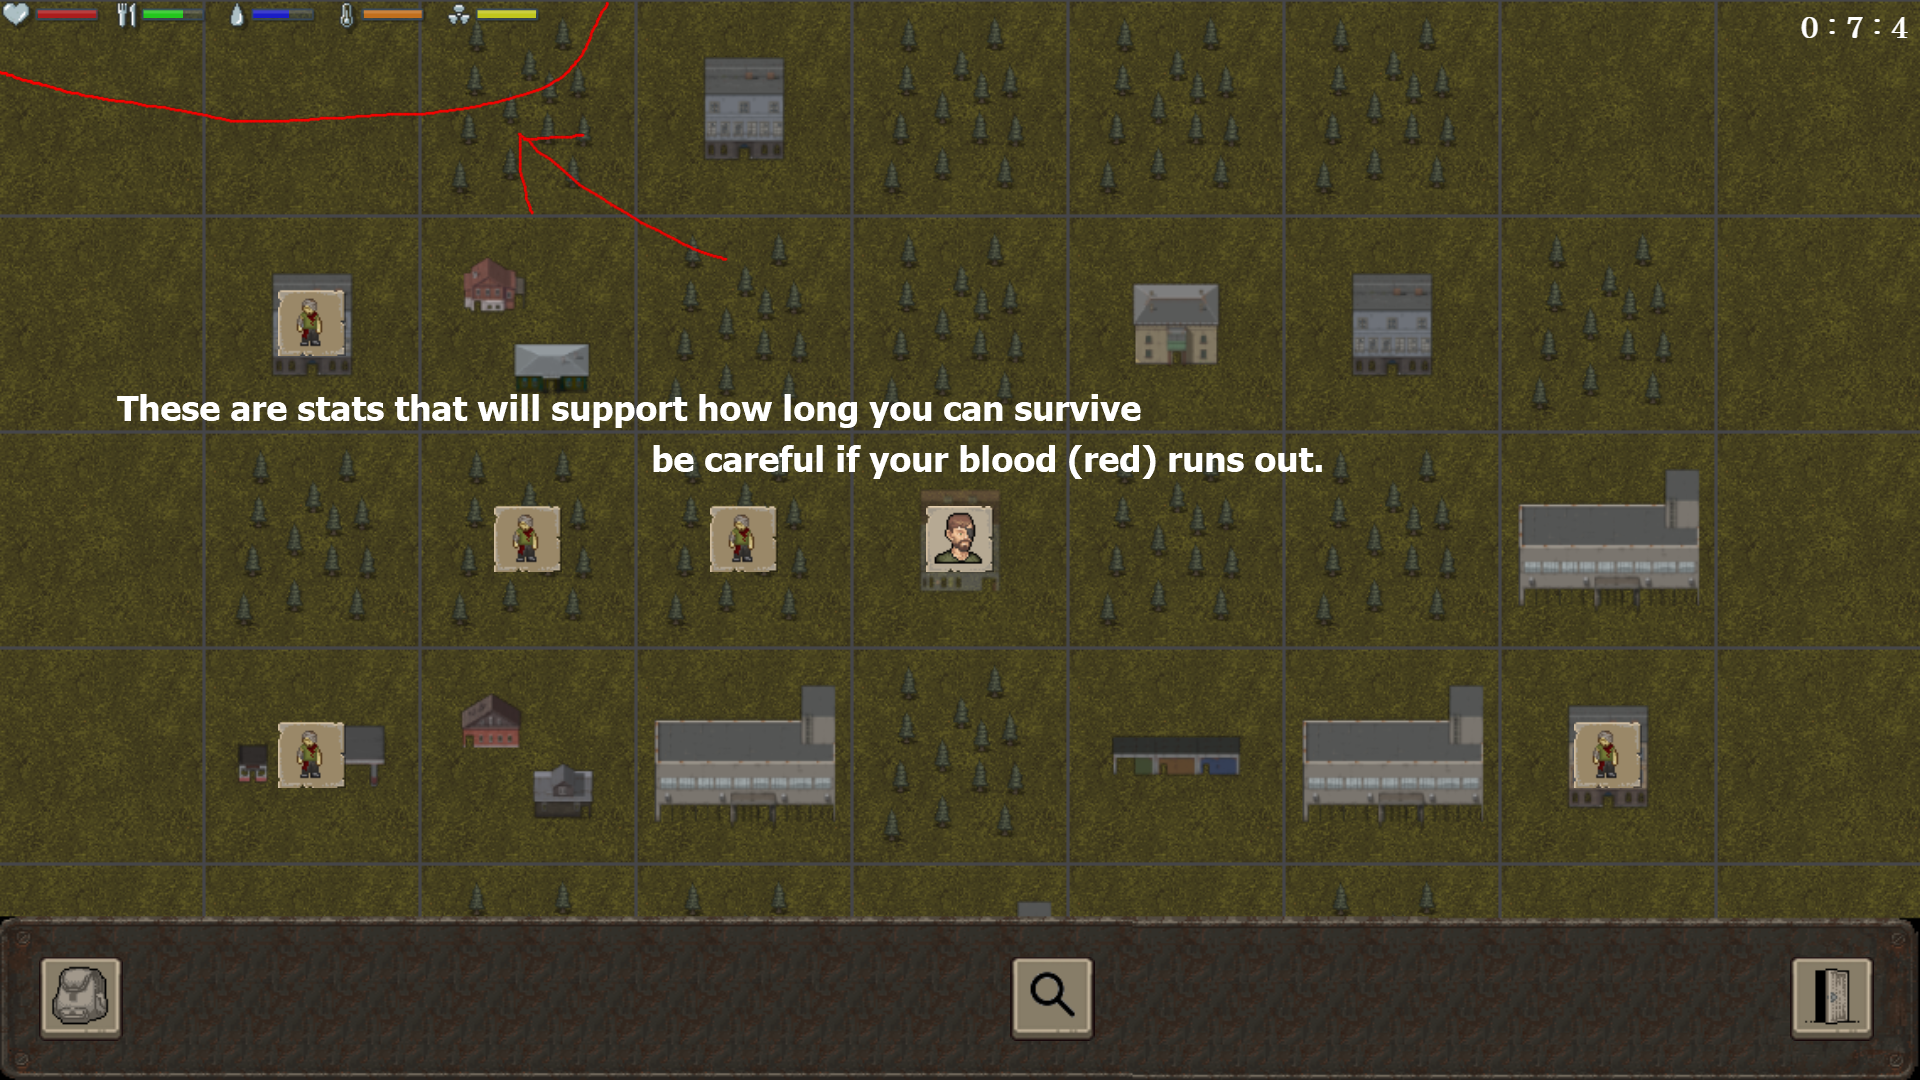 0:7:4
These are stats that will support how long you can survive
be careful if your blood (red) runs out.